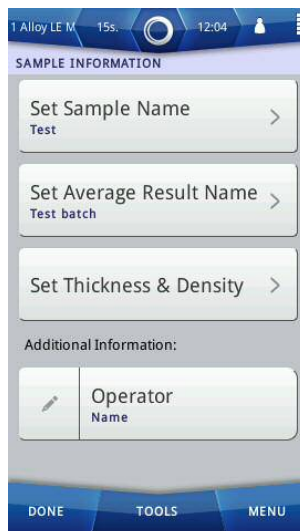 1 Alloy LE M 15s. 12:04
SAMPLE INFORMATION
Set Sample Name
Test
Set Average Result Name
Test batch
Set Thickness & Density
Additional Information:
Operator
Name
DONE TOOLS MENU